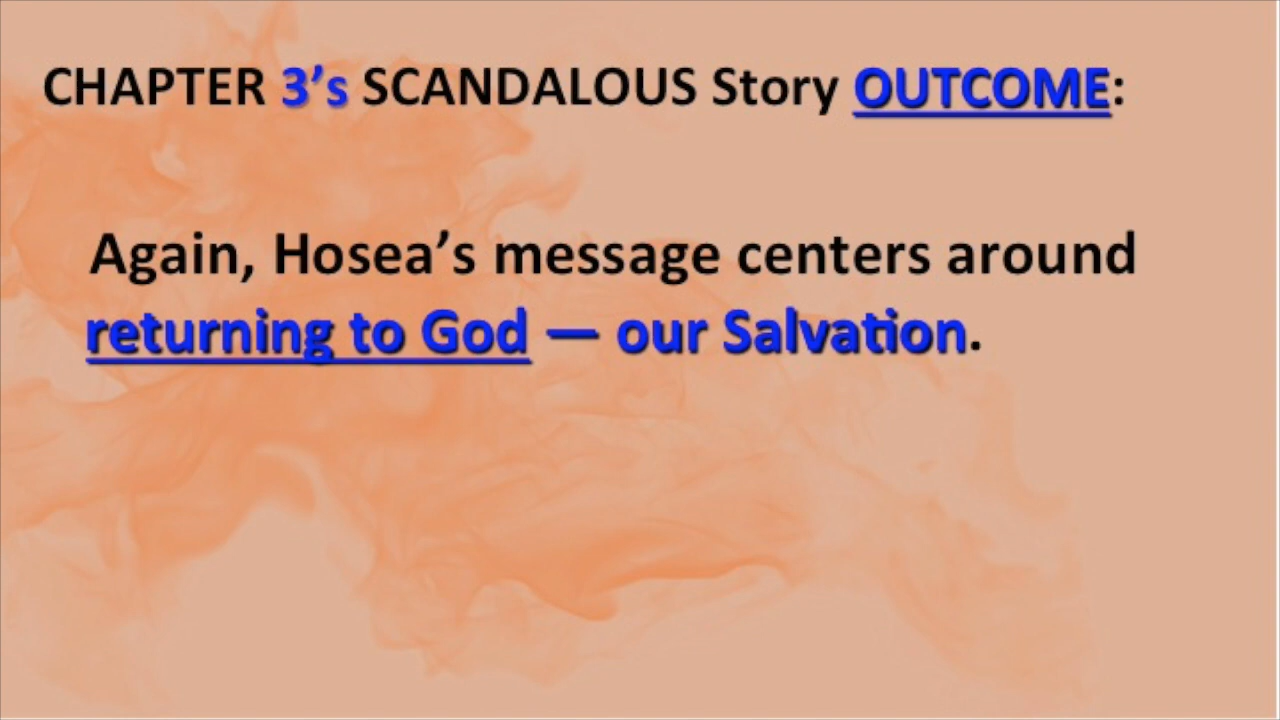 CHAPTER 3’s SCANDALOUS Story OUTCOME:
Again, Hosea’s message centers around
returning to God — our Salvation.